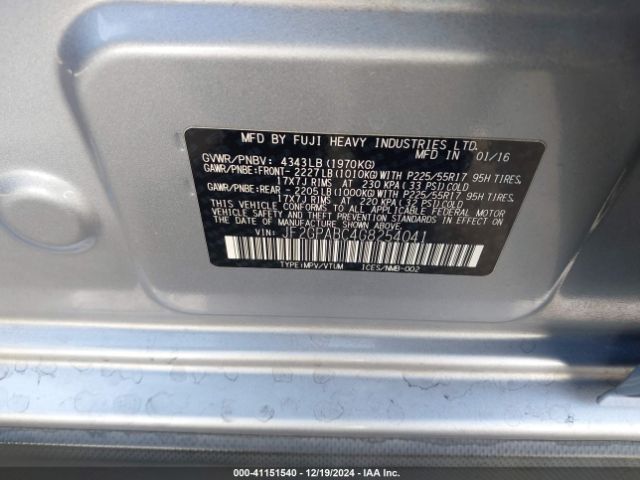 MFD BY FUJI HEAVY INDUSTRIES LTD.
MFD IN 01/16
GVWR/PNBV: 4343LB(1970KG)
GAWR/PNBE:FRONT-2227LB(1010KG)WITH P225/55R17 95H TIRES,
17X7J RIMS AT 230 KPA(33 PSI)COLD
GAWR/PNBE:REAR -2205LB(1000KG)WITH P225/55R17 95H TIRES,
17X7J RIMS AT 220 KPA(32 PSI)COLD
THIS VEHICLE CONFORMS TO ALL APPLICABLE FEDERAL MOTOR
VEHICLE SAFETY STANDARDS IN EFFECT ON
THE DATE OF MANUFACTURE SHOWN ABOVE.
VIN: JF2GPABC4G8254041
TYPE:MPV/VTUM ICES/NMB-002
000-41151540 - 12/19/2024 - IAA Inc.